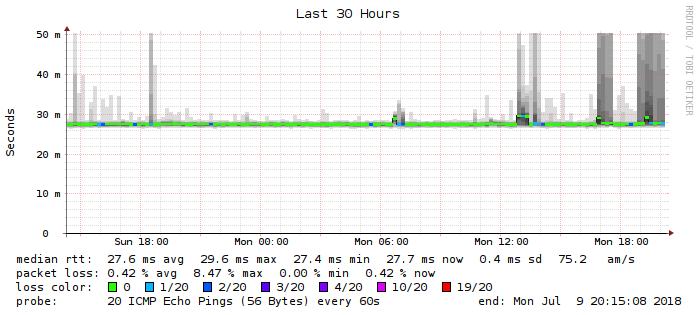 Last 30 Hours
RRDTOOL / TOBI OETIKER
Seconds
50 m
40 m
30 m
20 m
10 m
0
Sun 18:00 Mon 00:00 Mon 06:00 Mon 12:00 Mon 18:00
median rtt: 27.6 ms avg 29.6 ms max 27.4 ms min 27.7 ms now 0.4 ms sd 75.2 am/s
packet loss: 0.42 % avg 8.47 % max 0.00 % min 0.42 % now
loss color: 0 1/20 2/20 3/20 4/20 10/20 19/20
probe: 20 ICMP Echo Pings (56 Bytes) every 60s end: Mon Jul 9 20:15:08 2018